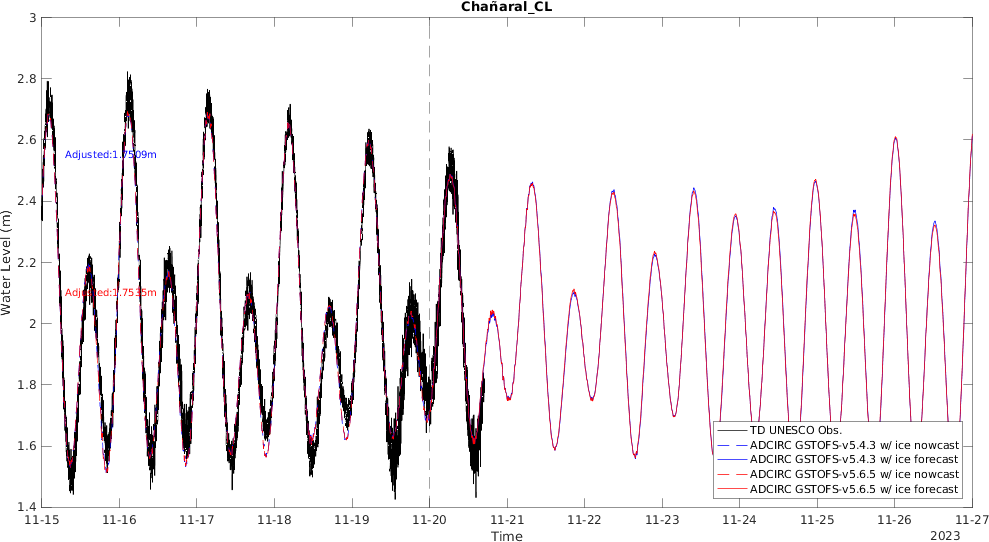 Chañaral_CL
3
2.8
2.6
2.4
2.2
2
1.8
1.6
1.4
Water Level (m)
Adjusted:1.7509m
Adjusted:1.7535m
TD UNESCO Obs.
ADCIRC GSTOFS-v5.4.3 w/ ice nowcast
ADCIRC GSTOFS-v5.4.3 w/ ice forecast
ADCIRC GSTOFS-v5.6.5 w/ ice nowcast
ADCIRC GSTOFS-v5.6.5 w/ ice forecast
11-15 11-16 11-17 11-18 11-19 11-20 11-21 11-22 11-23 11-24 11-25 11-26 11-27
Time
2023